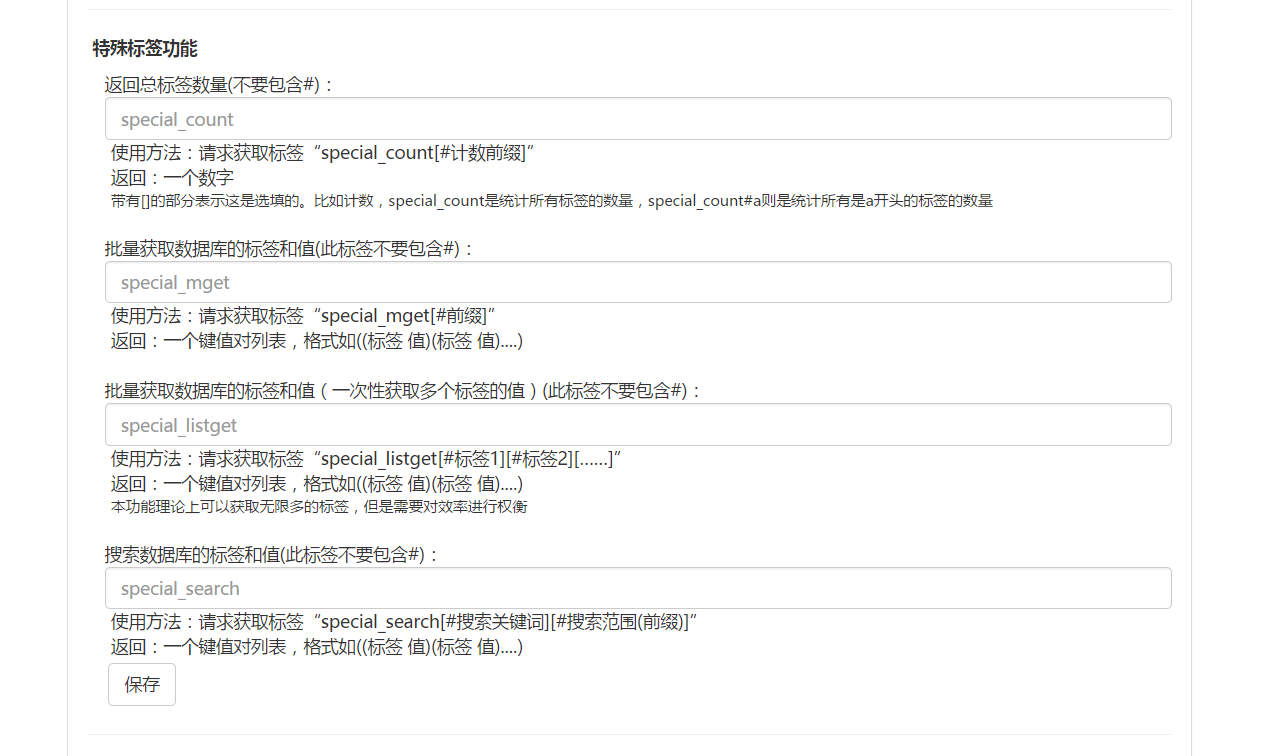 特殊标签功能
返回总标签数量(不要包含#)：
special_count
使用方法：请求获取标签“special_count[#计数前缀]”
返回：一个数字
带有[]的部分表示这是选填的。比如计数，special_count是统计所有标签的数量，special_count#a则是统计所有是a开头的标签的数量
批量获取数据库的标签和值(此标签不要包含#)：
special_mget
使用方法：请求获取标签“special_mget[#前缀]”
返回：一个键值对列表，格式如((标签 值)(标签 值)....)
批量获取数据库的标签和值（一次性获取多个标签的值）(此标签不要包含#)：
special_listget
使用方法：请求获取标签“special_listget[#标签1][#标签2][......]”
返回：一个键值对列表，格式如((标签 值)(标签 值)....)
本功能理论上可以获取无限多的标签，但是需要对效率进行权衡
搜索数据库的标签和值(此标签不要包含#)：
special_search
使用方法：请求获取标签“special_search[#搜索关键词][#搜索范围(前缀)]”
返回：一个键值对列表，格式如((标签 值)(标签 值)....)
保存